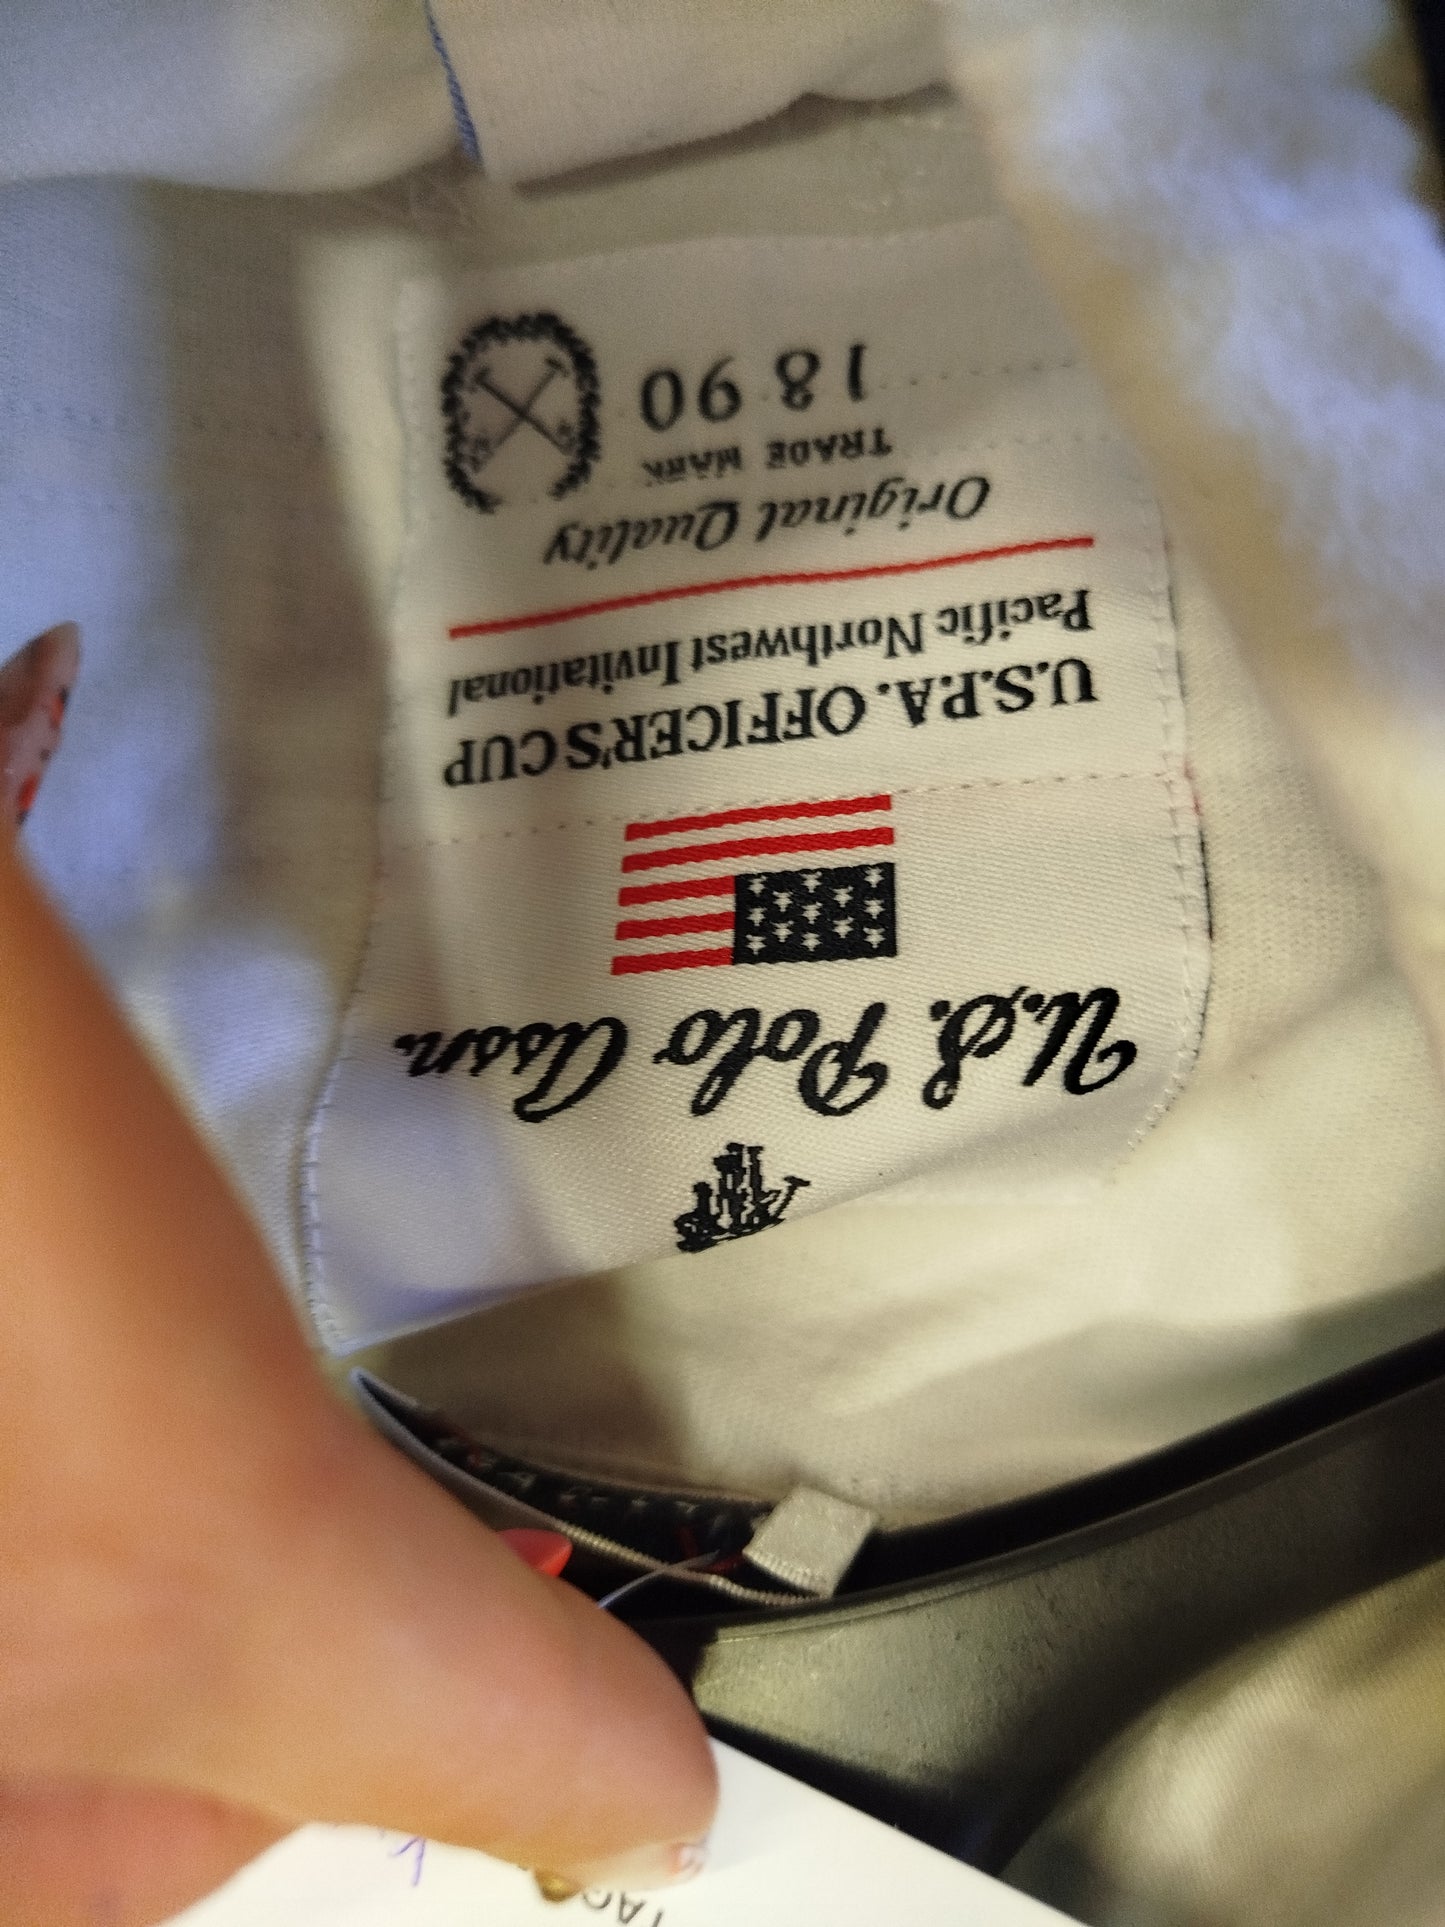 U.S. Polo Assn.
U.S.P.A. OFFICER'S CUP
Pacific Northwest Invitational
Original Quality
TRADE MARK
1890